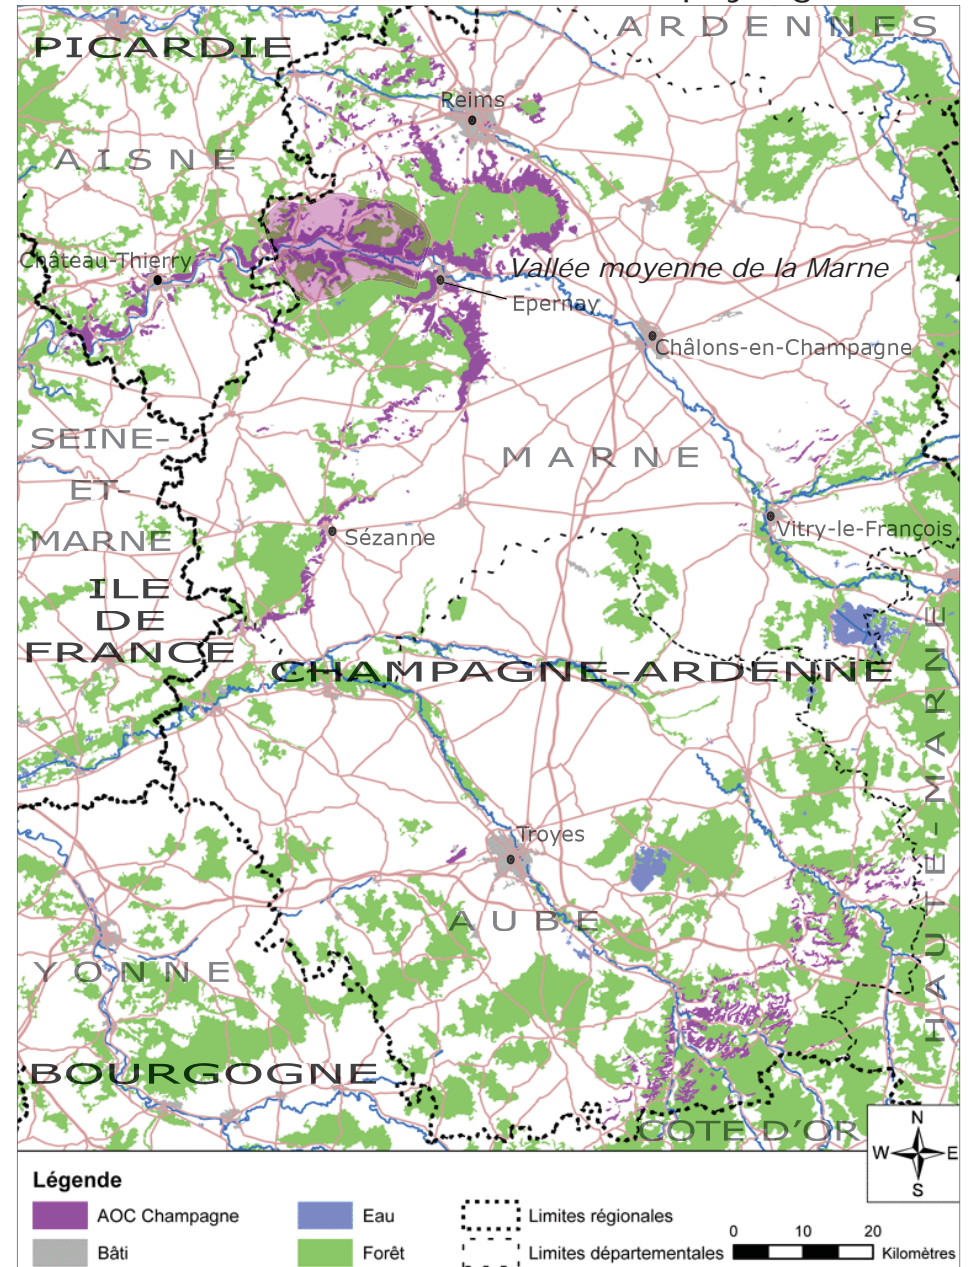 ARDENNES
PICARDIE
Reims
AISNE
Château-Thierry
Vallée moyenne de la Marne
Epernay
Châlons-en-Champagne
SEINE-
ET-
MARNE
MARNE
Vitry-le-François
Sézanne
ILE
DE
FRANCE
CHAMPAGNE-ARDENNE
HAUTE-MARNE
Troyes
AUBE
YONNE
BOURGOGNE
COTE D'OR
N
W E
S
Légende
AOC Champagne
Eau
Limites régionales
0 10 20
Bâti
Forêt
Limites départementales
Kilomètres